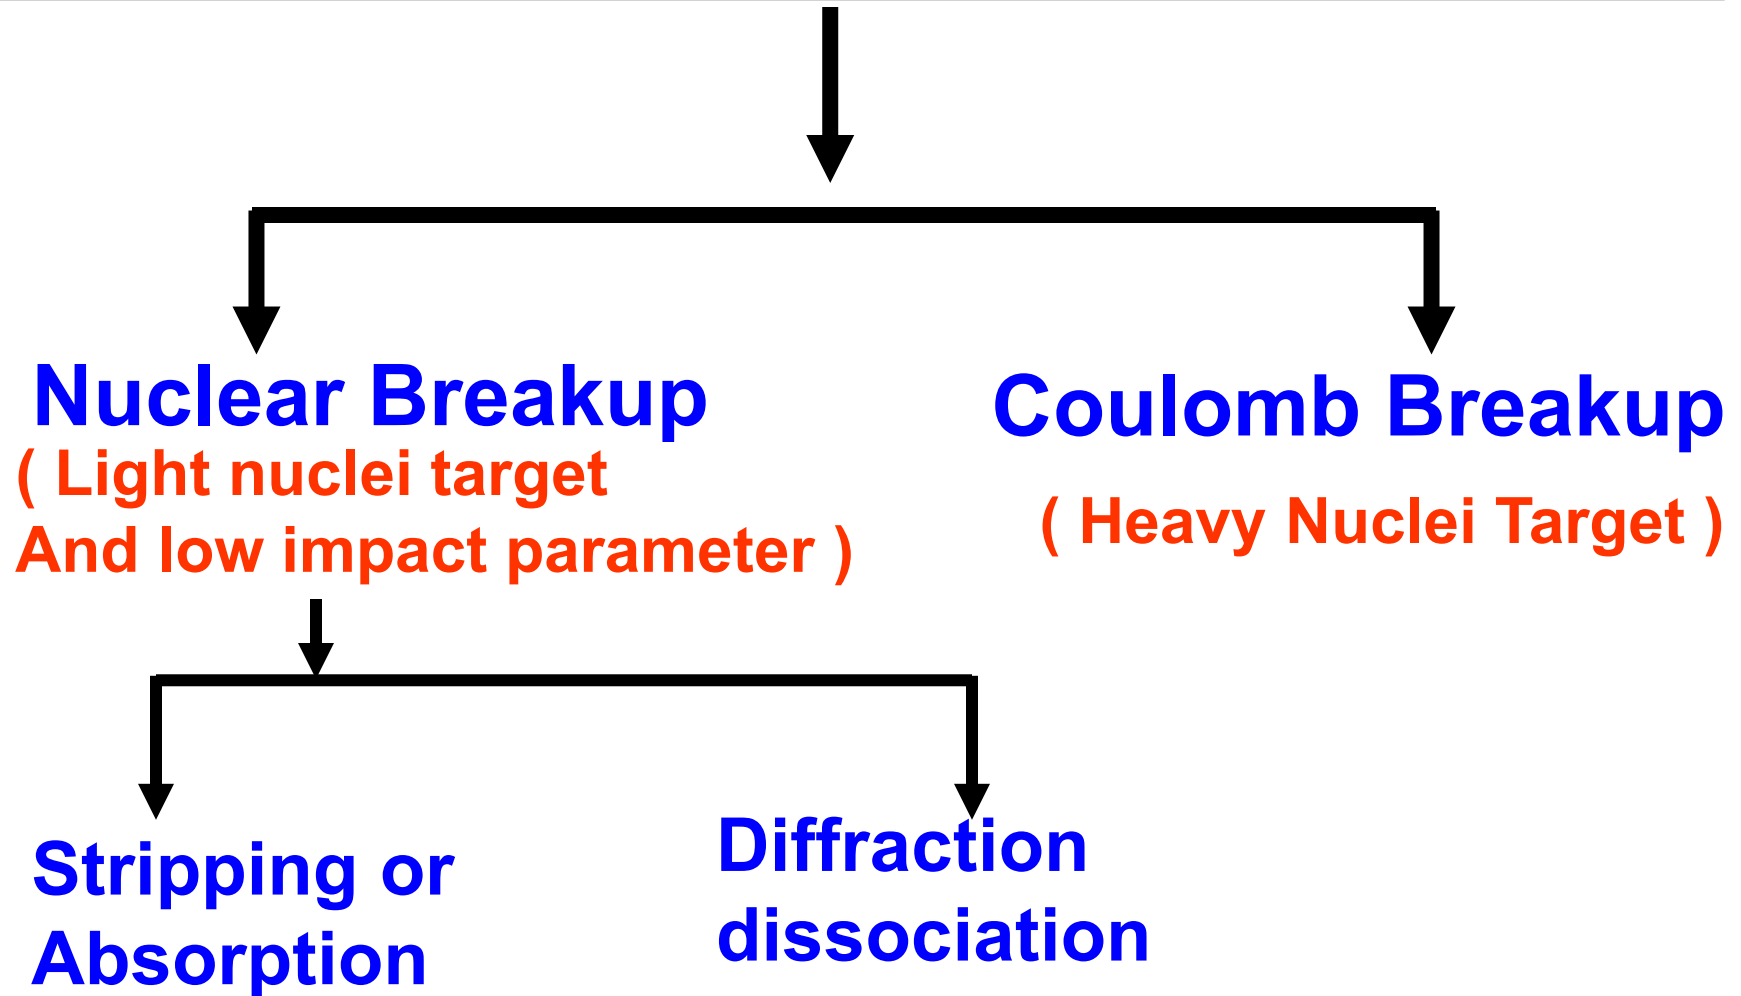 Nuclear Breakup
( Light nuclei target
And low impact parameter )
Coulomb Breakup
( Heavy Nuclei Target )
Stripping or
Absorption
Diffraction
dissociation